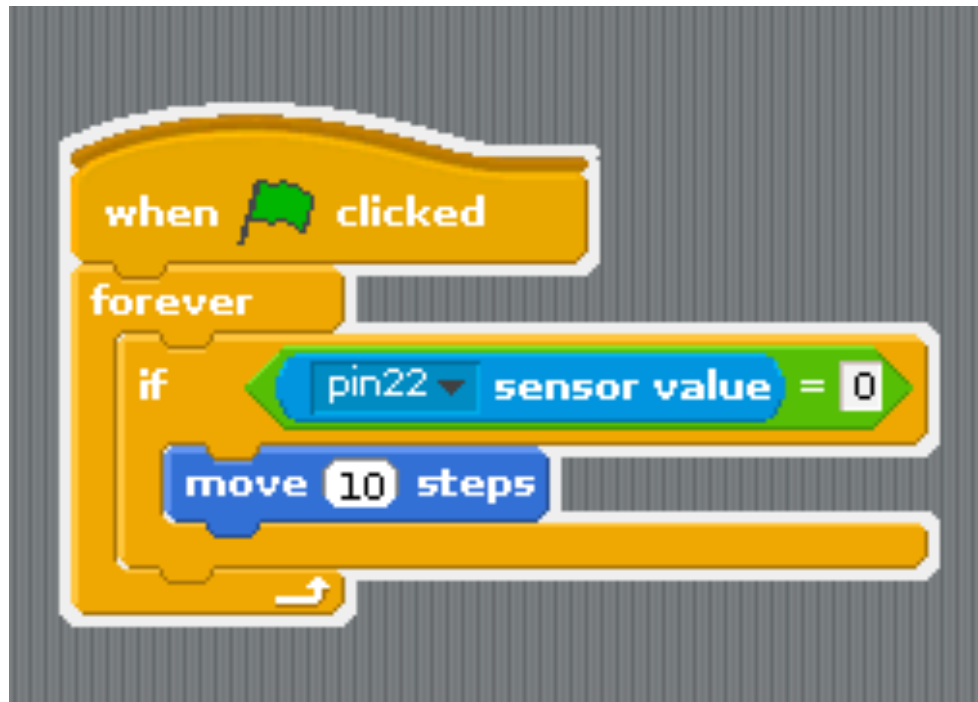 when clicked
forever
if pin22 sensor value = 0
move 10 steps